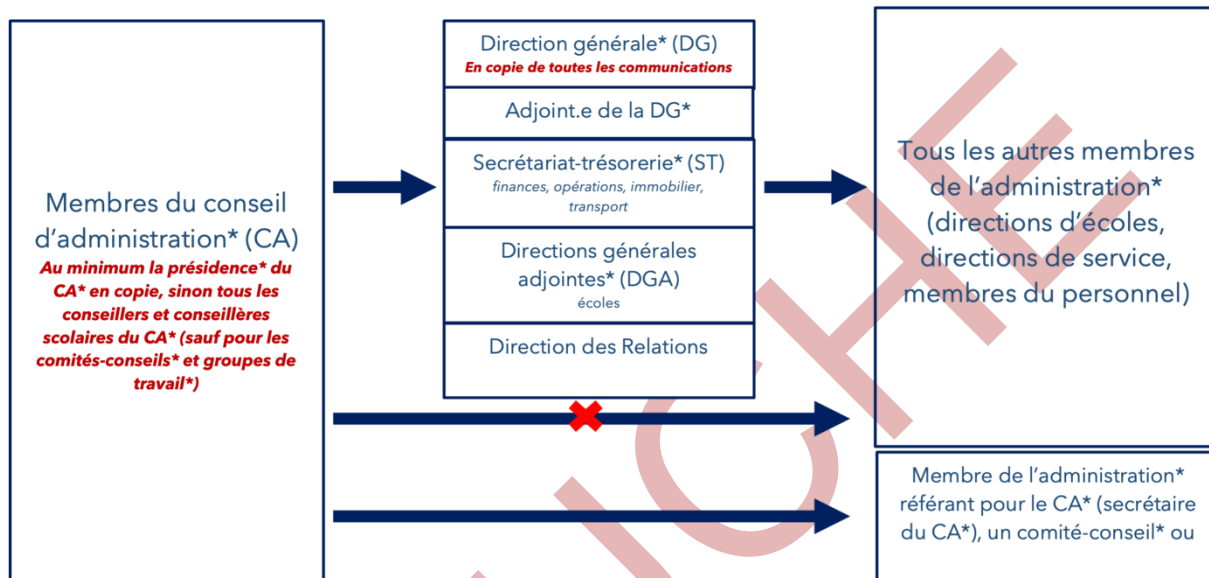 Membres du conseil
d'administration* (CA)
Au minimum la présidence* du
CA* en copie, sinon tous les
conseillers et conseillères
scolaires du CA* (sauf pour les
comités-conseils* et groupes de
travail*)
Direction générale* (DG)
En copie de toutes les communications
Adjoint.e de la DG*
Secrétariat-trésorerie* (ST)
finances, opérations, immobilier,
transport
Directions générales
adjointes* (DGA)
écoles
Direction des Relations
Tous les autres membres
de l'administration*
(directions d'écoles,
directions de service,
membres du personnel)
Membre de l'administration*
référant pour le CA* (secrétaire
du CA*), un comité-conseil* ou
UCHE